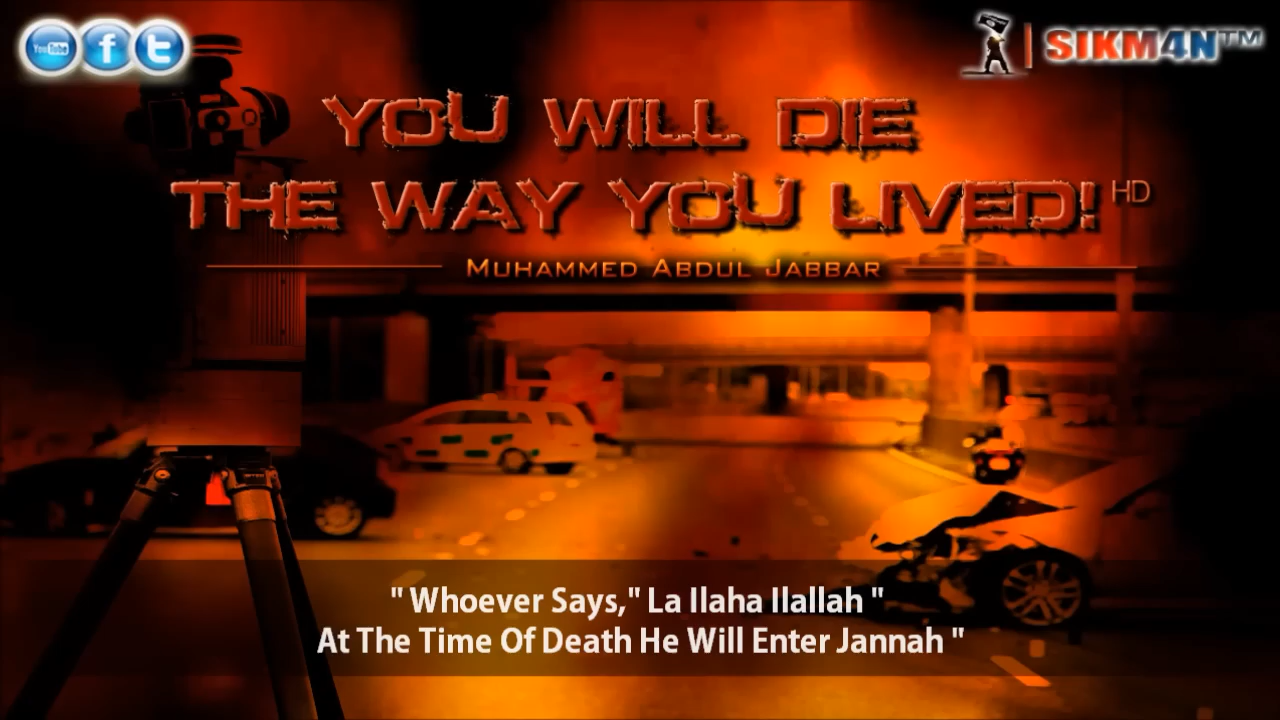 YouTube
SIKM4N™
YOU WILL DIE
THE WAY YOU LIVED! HD
MUHAMMED ABDUL JABBAR
" Whoever Says," La Ilaha Ilallah "
At The Time Of Death He Will Enter Jannah "